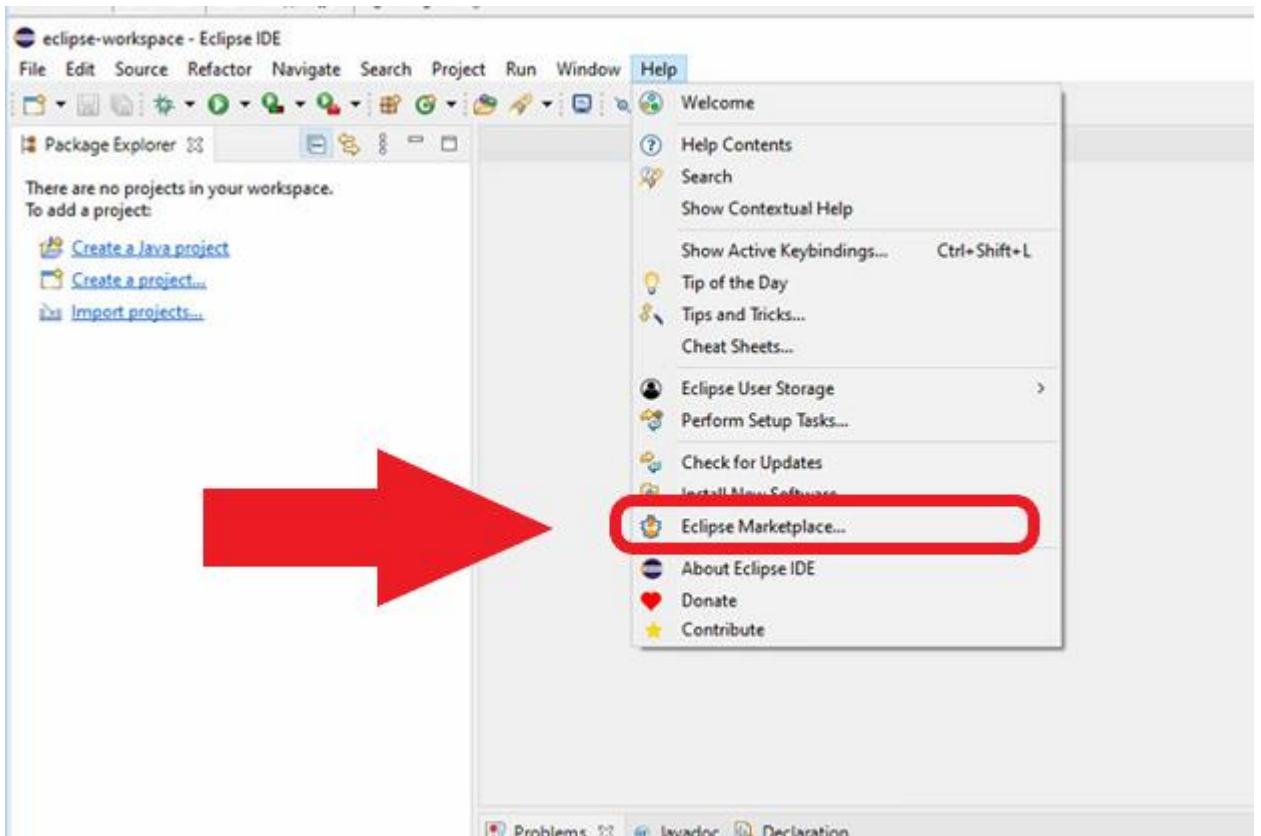 eclipse-workspace - Eclipse IDE
File Edit Source Refactor Navigate Search Project Run Window Help
Package Explorer
There are no projects in your workspace.
To add a project:
Create a Java project
Create a project...
Import projects...
Welcome
Help Contents
Search
Show Contextual Help
Show Active Keybindings... Ctrl+Shift+L
Tip of the Day
Tips and Tricks...
Cheat Sheets...
Eclipse User Storage
Perform Setup Tasks...
Check for Updates
Install New Software
Eclipse Marketplace...
About Eclipse IDE
Donate
Contribute
Problems Javadoc Declaration